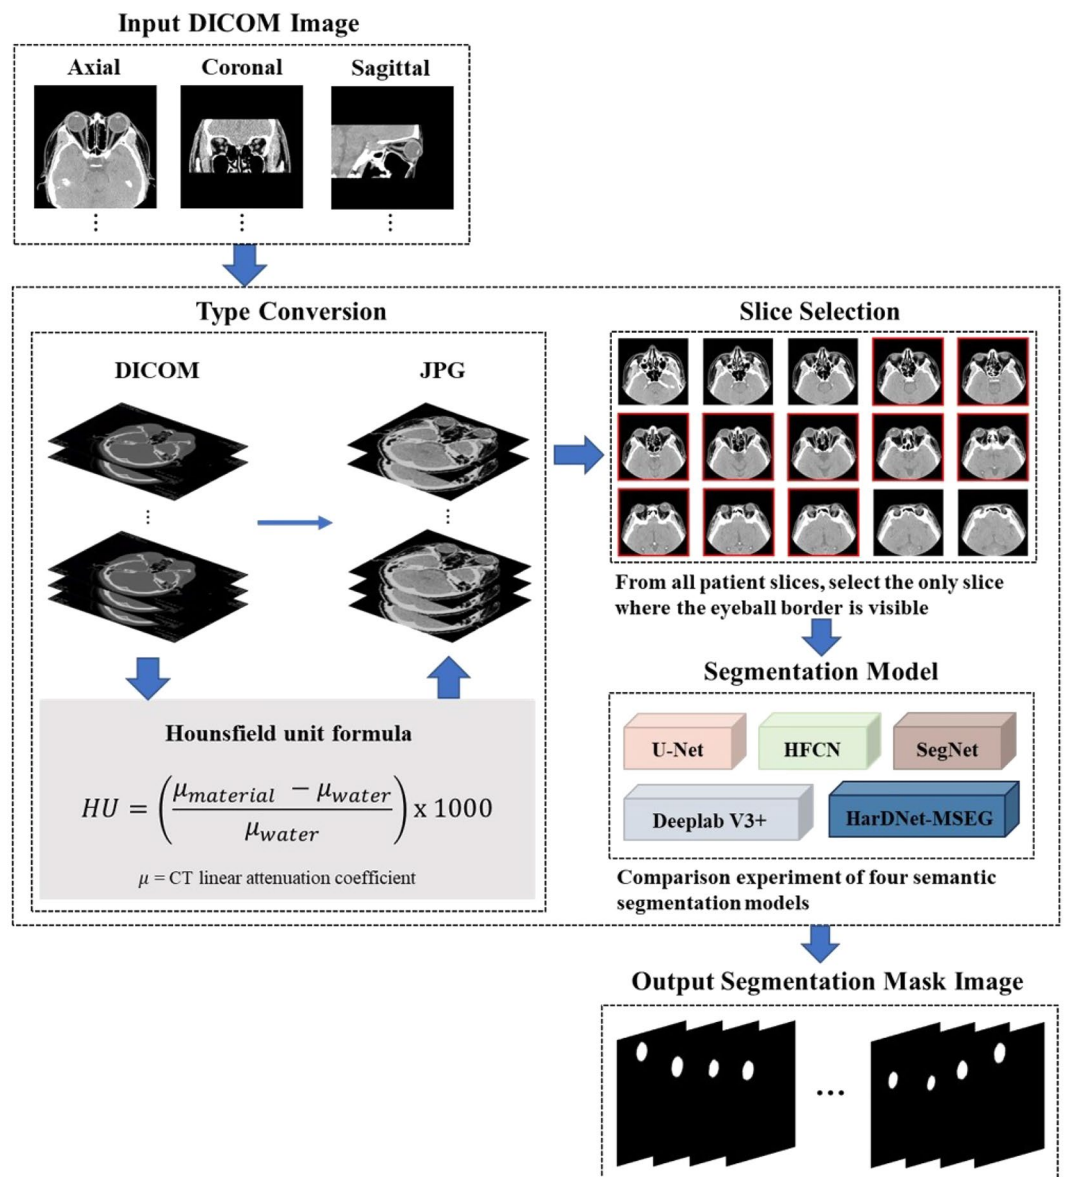 Input DICOM Image
Axial
Coronal
Sagittal
⋮
⋮
⋮
Type Conversion
DICOM
JPG
⋮
⋮
Hounsfield unit formula
HU = (μmaterial − μwater / μwater) x 1000
μ = CT linear attenuation coefficient
Slice Selection
From all patient slices, select the only slice
where the eyeball border is visible
Segmentation Model
U-Net
HFCN
SegNet
Deeplab V3+
HarDNet-MSEG
Comparison experiment of four semantic
segmentation models
Output Segmentation Mask Image
...